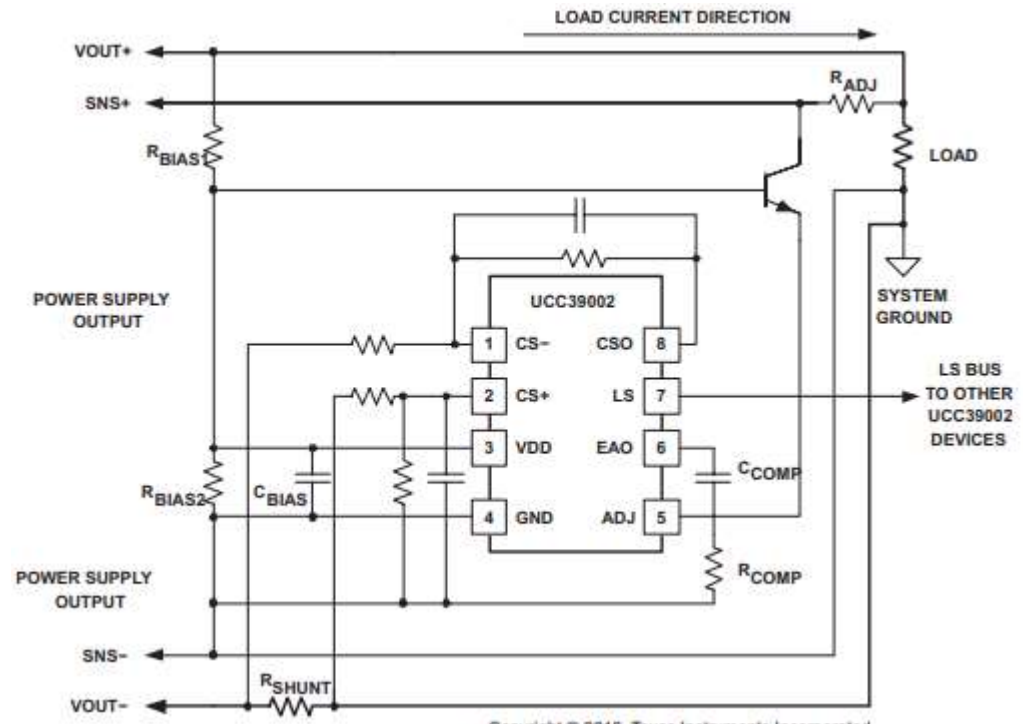 LOAD CURRENT DIRECTION
VOUT+
SNS+
RADJ
RBIAS1
LOAD
POWER SUPPLY
OUTPUT
UCC39002
SYSTEM
GROUND
1 CS− CSO 8
2 CS+ LS 7
LS BUS
TO OTHER
UCC39002
DEVICES
3 VDD EAO 6
CCOMP
RBIAS2
CBIAS
4 GND ADJ 5
RCOMP
POWER SUPPLY
OUTPUT
SNS−
RSHUNT
VOUT−